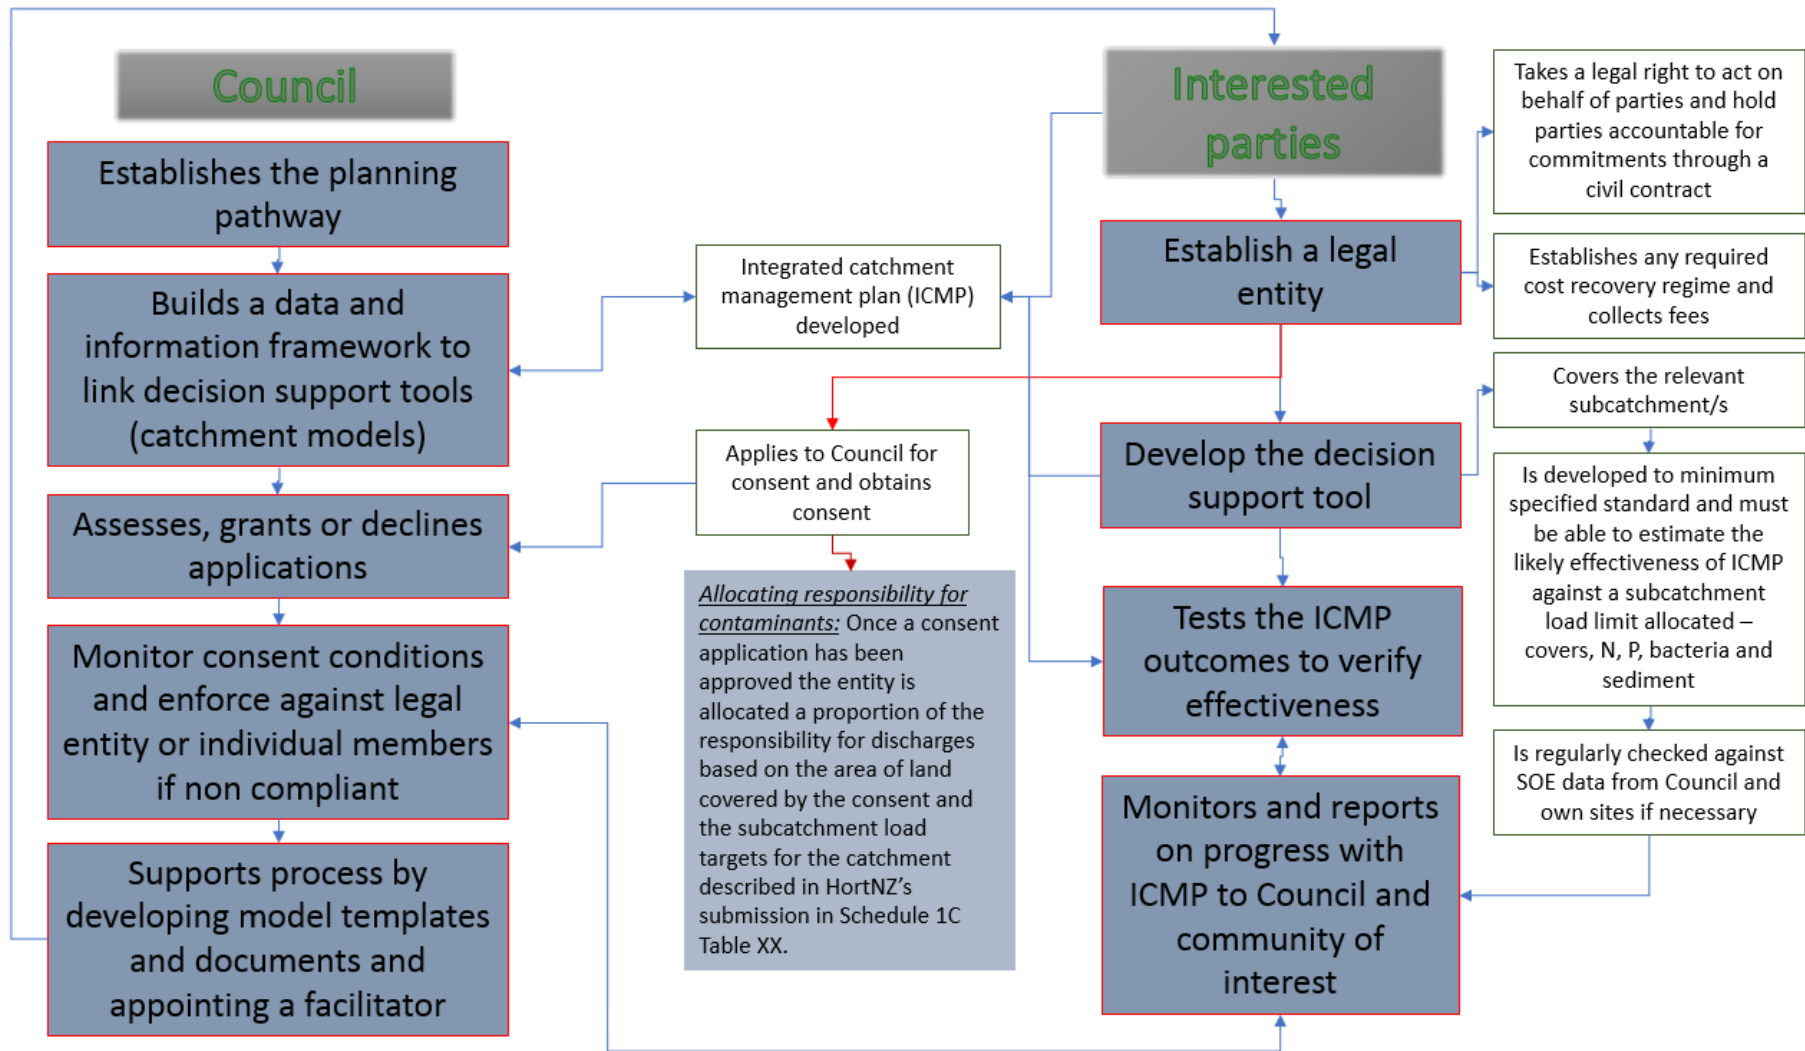 Council
Establishes the planning
pathway
Builds a data and
information framework to
link decision support tools
(catchment models)
Assesses, grants or declines
applications
Monitor consent conditions
and enforce against legal
entity or individual members
if non compliant
Supports process by
developing model templates
and documents and
appointing a facilitator
Integrated catchment
management plan (ICMP)
developed
Applies to Council for
consent and obtains
consent
Allocating responsibility for
contaminants: Once a consent
application has been
approved the entity is
allocated a proportion of the
responsibility for discharges
based on the area of land
covered by the consent and
the subcatchment load
targets for the catchment
described in HortNZ’s
submission in Schedule 1C
Table XX.
Interested
parties
Establish a legal
entity
Develop the decision
support tool
Tests the ICMP
outcomes to verify
effectiveness
Monitors and reports
on progress with
ICMP to Council and
community of
interest
Takes a legal right to act on
behalf of parties and hold
parties accountable for
commitments through a
civil contract
Establishes any required
cost recovery regime and
collects fees
Covers the relevant
subcatchment/s
Is developed to minimum
specified standard and must
be able to estimate the
likely effectiveness of ICMP
against a subcatchment
load limit allocated –
covers, N, P, bacteria and
sediment
Is regularly checked against
SOE data from Council and
own sites if necessary